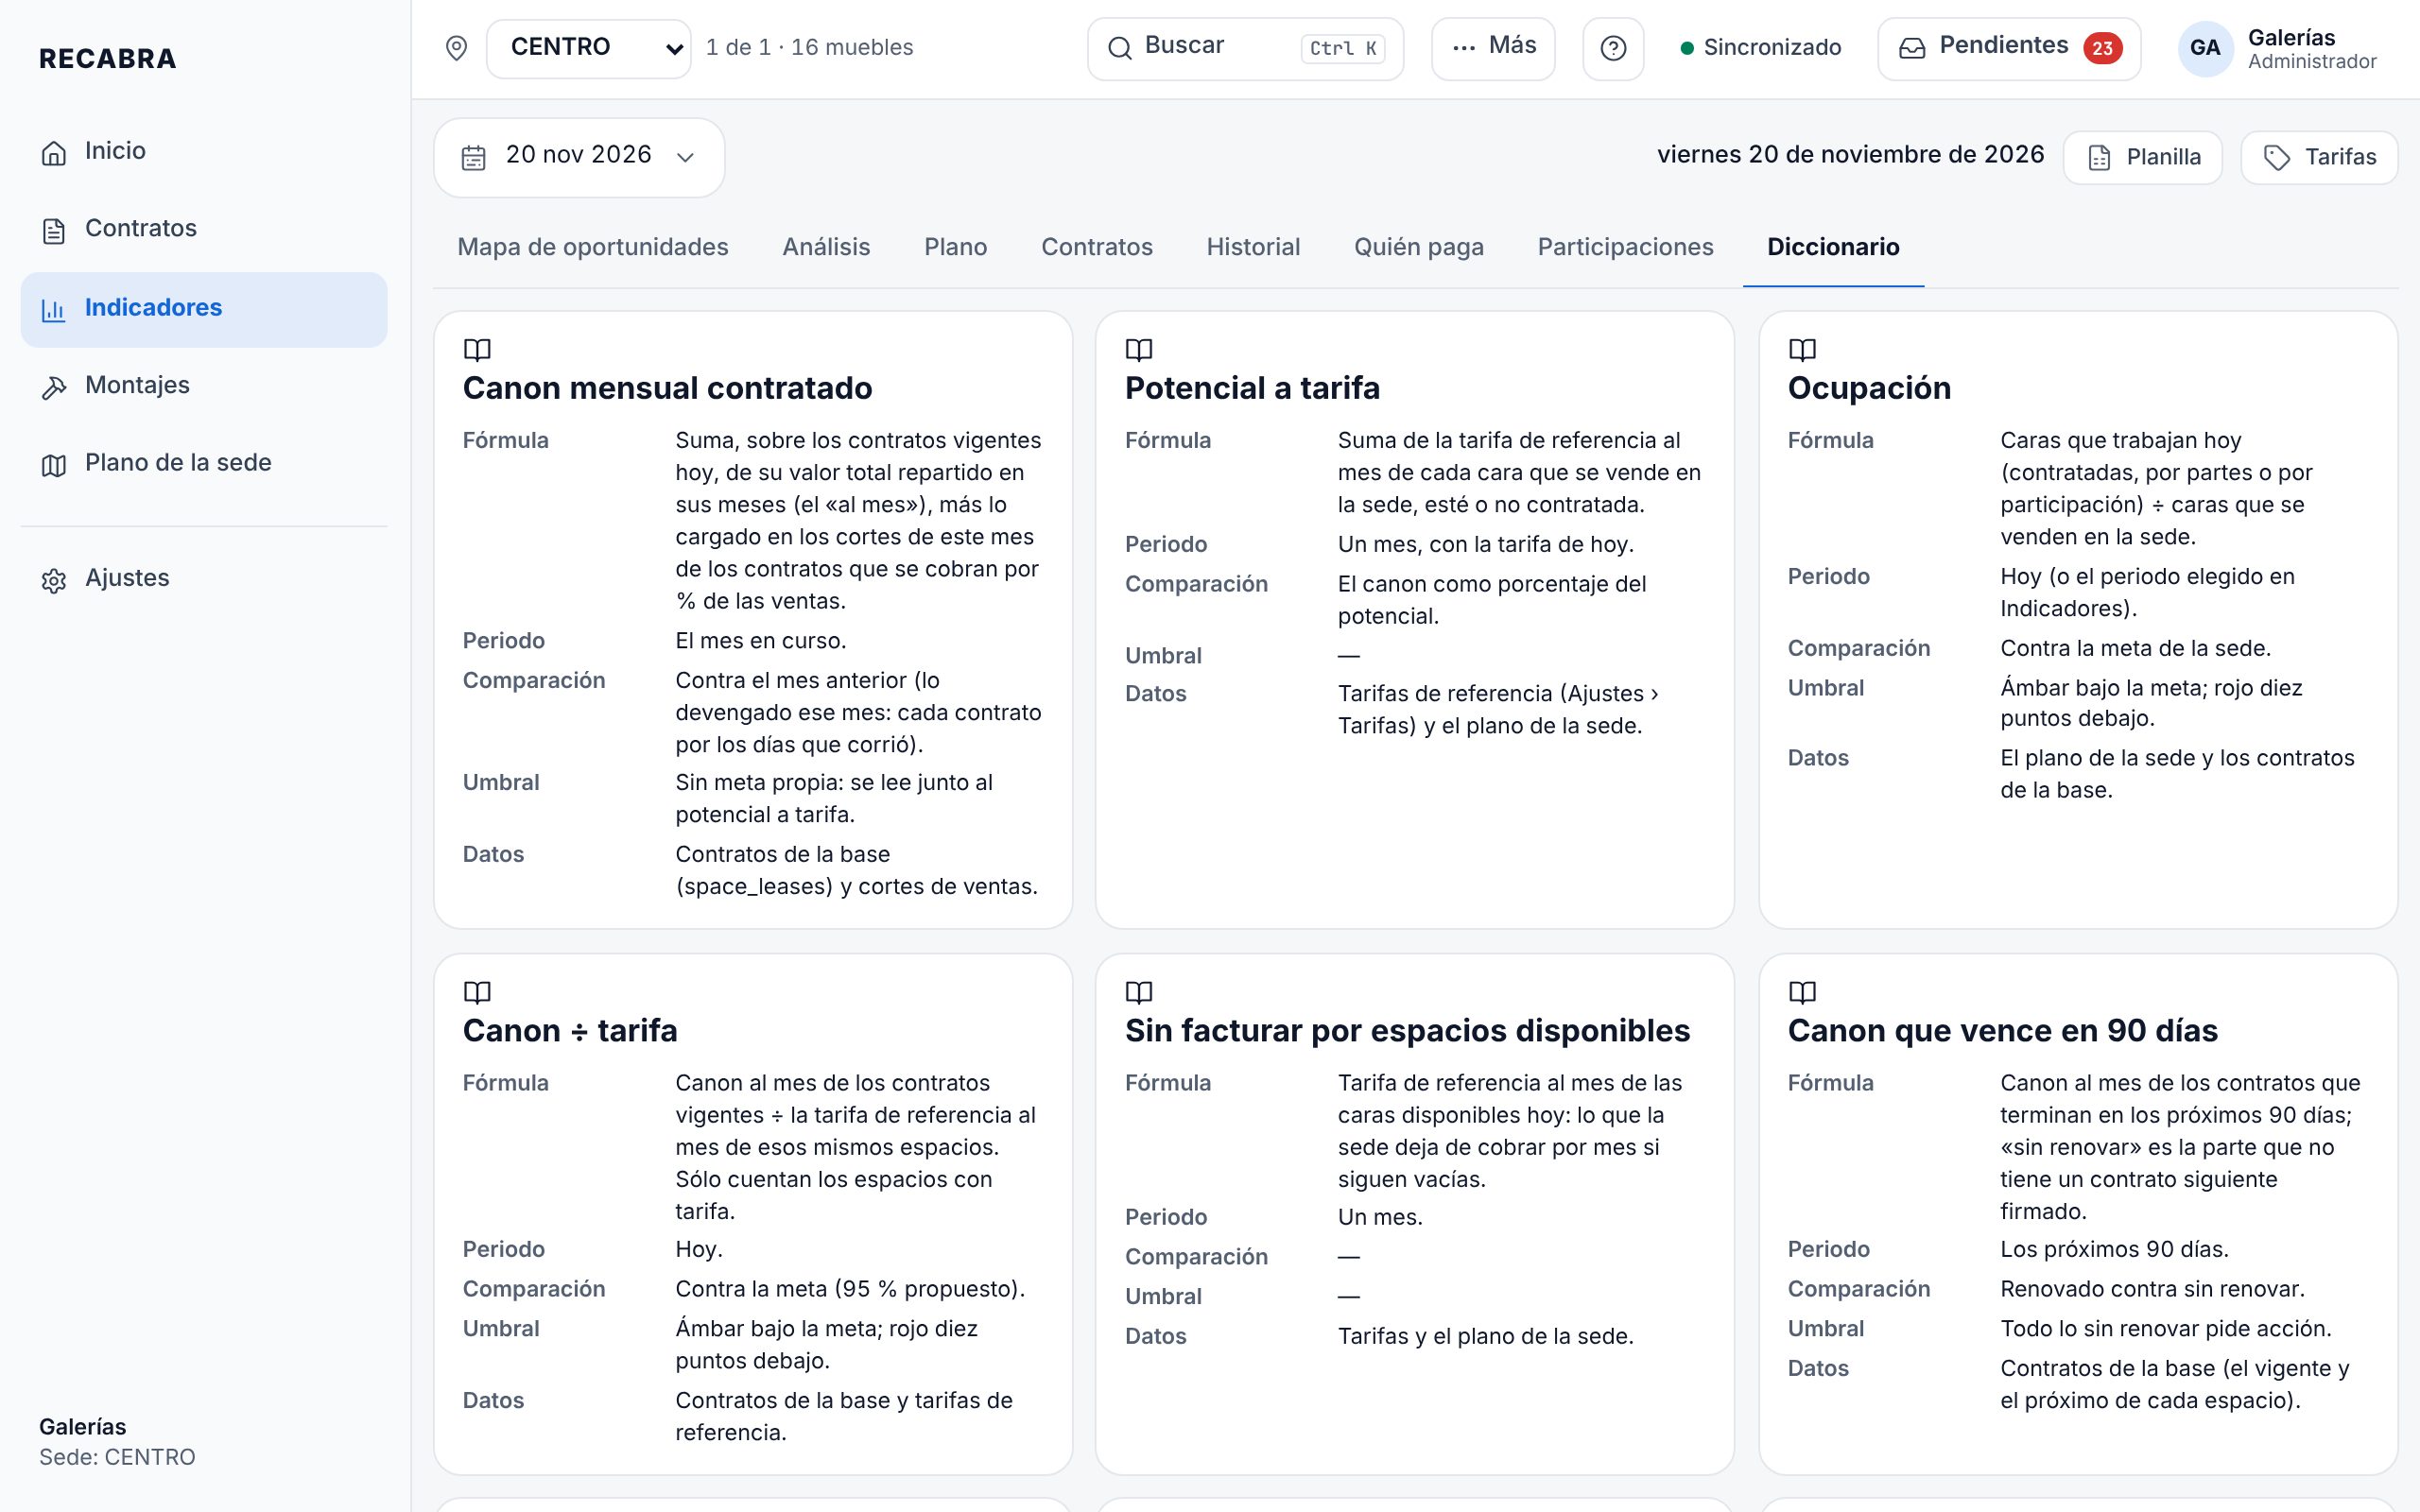 RECABRA
Inicio
Contratos
Indicadores
Montajes
Plano de la sede
Ajustes
Galerías
Sede: CENTRO
CENTRO
1 de 1 · 16 muebles
Buscar
Ctrl K
Más
Sincronizado
Pendientes
23
GA
Galerías
Administrador
20 nov 2026
viernes 20 de noviembre de 2026
Planilla
Tarifas
Mapa de oportunidades
Análisis
Plano
Contratos
Historial
Quién paga
Participaciones
Diccionario
Canon mensual contratado
Fórmula
Suma, sobre los contratos vigentes
hoy, de su valor total repartido en
sus meses (el «al mes»), más lo
cargado en los cortes de este mes
de los contratos que se cobran por
% de las ventas.
Periodo
El mes en curso.
Comparación
Contra el mes anterior (lo
devengado ese mes: cada contrato
por los días que corrió).
Umbral
Sin meta propia: se lee junto al
potencial a tarifa.
Datos
Contratos de la base
(space_leases) y cortes de ventas.
Potencial a tarifa
Fórmula
Suma de la tarifa de referencia al
mes de cada cara que se vende en
la sede, esté o no contratada.
Periodo
Un mes, con la tarifa de hoy.
Comparación
El canon como porcentaje del
potencial.
Umbral
—
Datos
Tarifas de referencia (Ajustes ›
Tarifas) y el plano de la sede.
Ocupación
Fórmula
Caras que trabajan hoy
(contratadas, por partes o por
participación) ÷ caras que se
venden en la sede.
Periodo
Hoy (o el periodo elegido en
Indicadores).
Comparación
Contra la meta de la sede.
Umbral
Ámbar bajo la meta; rojo diez
puntos debajo.
Datos
El plano de la sede y los contratos
de la base.
Canon ÷ tarifa
Fórmula
Canon al mes de los contratos
vigentes ÷ la tarifa de referencia al
mes de esos mismos espacios.
Sólo cuentan los espacios con
tarifa.
Periodo
Hoy.
Comparación
Contra la meta (95 % propuesto).
Umbral
Ámbar bajo la meta; rojo diez
puntos debajo.
Datos
Contratos de la base y tarifas de
referencia.
Sin facturar por espacios disponibles
Fórmula
Tarifa de referencia al mes de las
caras disponibles hoy: lo que la
sede deja de cobrar por mes si
siguen vacías.
Periodo
Un mes.
Comparación
—
Umbral
—
Datos
Tarifas y el plano de la sede.
Canon que vence en 90 días
Fórmula
Canon al mes de los contratos que
terminan en los próximos 90 días;
«sin renovar» es la parte que no
tiene un contrato siguiente
firmado.
Periodo
Los próximos 90 días.
Comparación
Renovado contra sin renovar.
Umbral
Todo lo sin renovar pide acción.
Datos
Contratos de la base (el vigente y
el próximo de cada espacio).